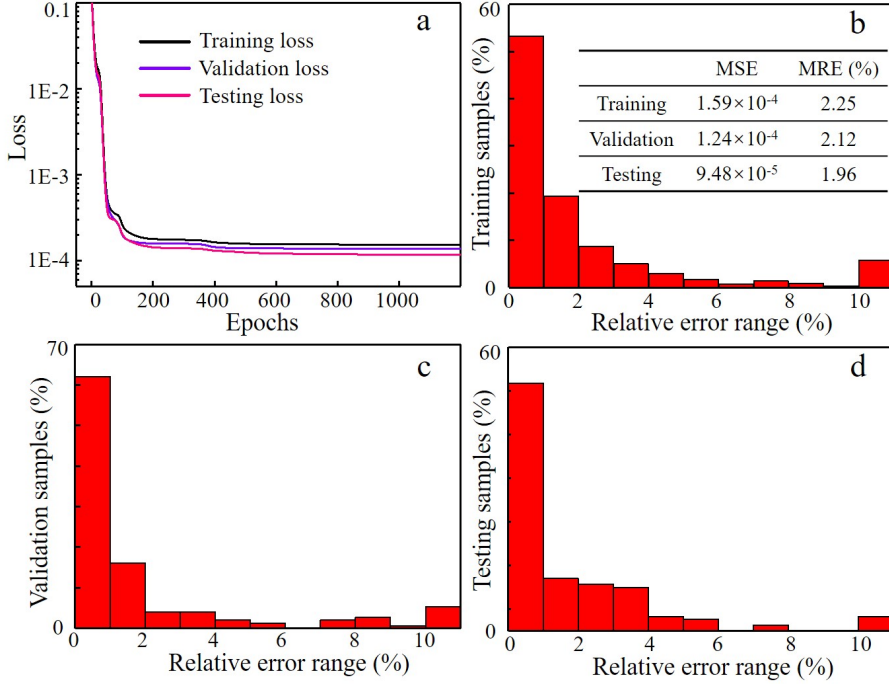 a
Loss
0.1
1E-2
1E-3
1E-4
Training loss
Validation loss
Testing loss
0 200 400 600 800 1000
Epochs
b
Training samples (%)
60
0
MSE MRE (%)
Training 1.59×10⁻⁴ 2.25
Validation 1.24×10⁻⁴ 2.12
Testing 9.48×10⁻⁵ 1.96
0 2 4 6 8 10
Relative error range (%)
c
Validation samples (%)
70
0
0 2 4 6 8 10
Relative error range (%)
d
Testing samples (%)
60
0
0 2 4 6 8 10
Relative error range (%)